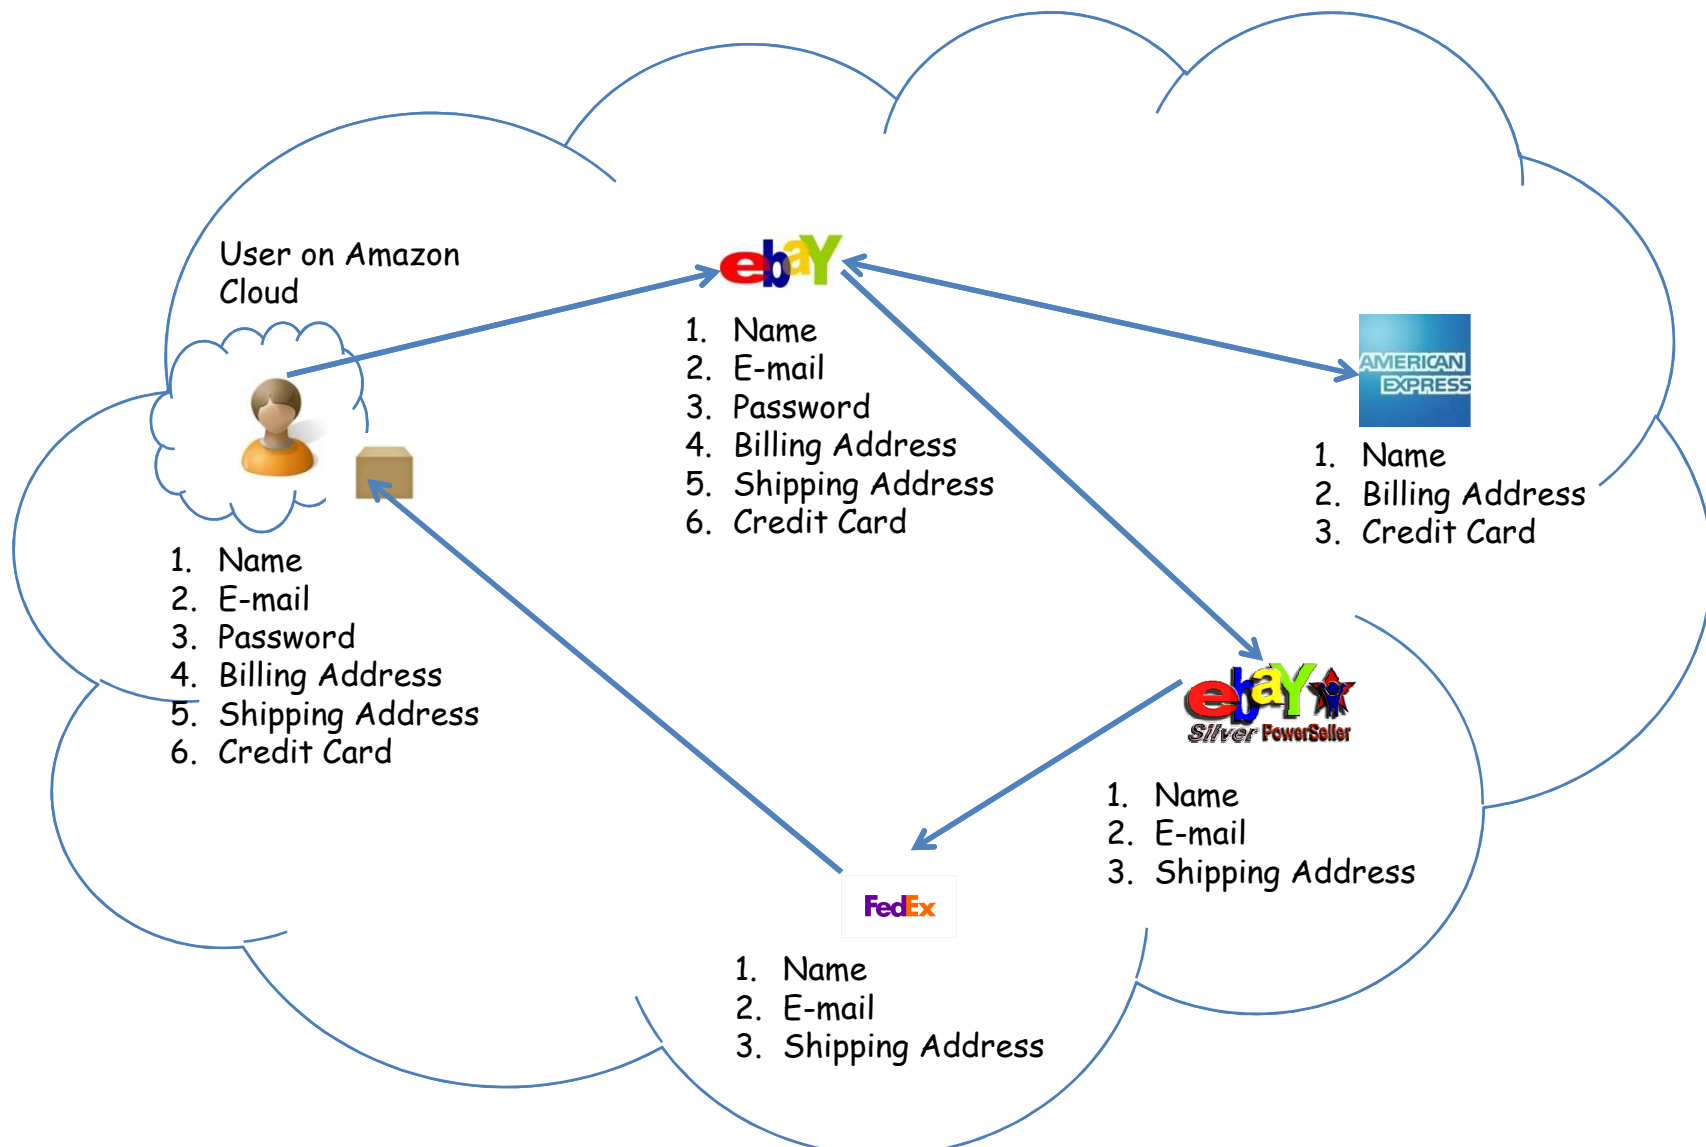 User on Amazon
Cloud
ebaY
1. Name
2. E-mail
3. Password
4. Billing Address
5. Shipping Address
6. Credit Card
AMERICAN
EXPRESS
1. Name
2. Billing Address
3. Credit Card
1. Name
2. E-mail
3. Password
4. Billing Address
5. Shipping Address
6. Credit Card
ebaY
Silver PowerSeller
1. Name
2. E-mail
3. Shipping Address
FedEx
1. Name
2. E-mail
3. Shipping Address